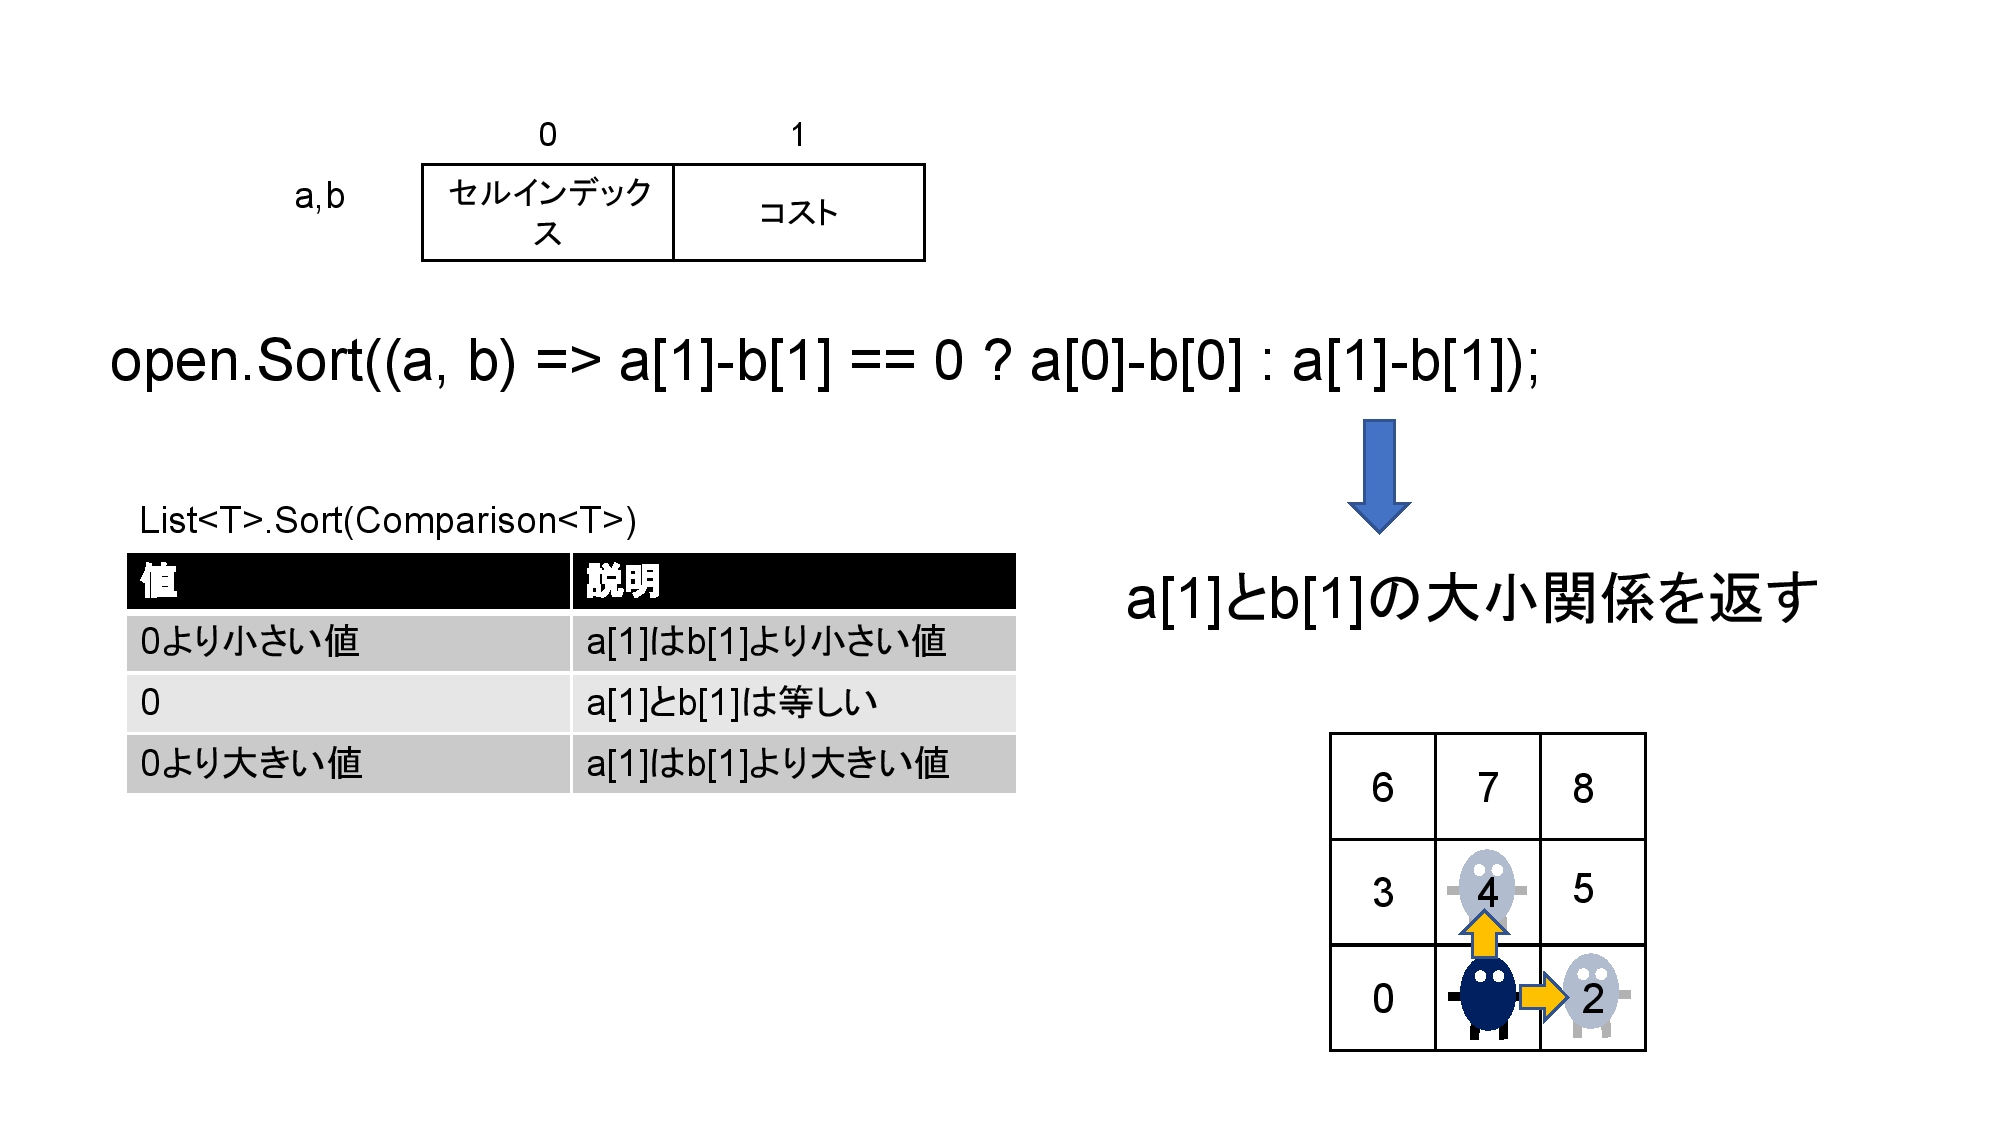 0 1
a,b
セルインデック
ス
コスト
open.Sort((a, b) => a[1]-b[1] == 0 ? a[0]-b[0] : a[1]-b[1]);
List<T>.Sort(Comparison<T>)
値 説明
0より小さい値 a[1]はb[1]より小さい値
0 a[1]とb[1]は等しい
0より大きい値 a[1]はb[1]より大きい値
a[1]とb[1]の大小関係を返す
6 7 8
3 4 5
0 2